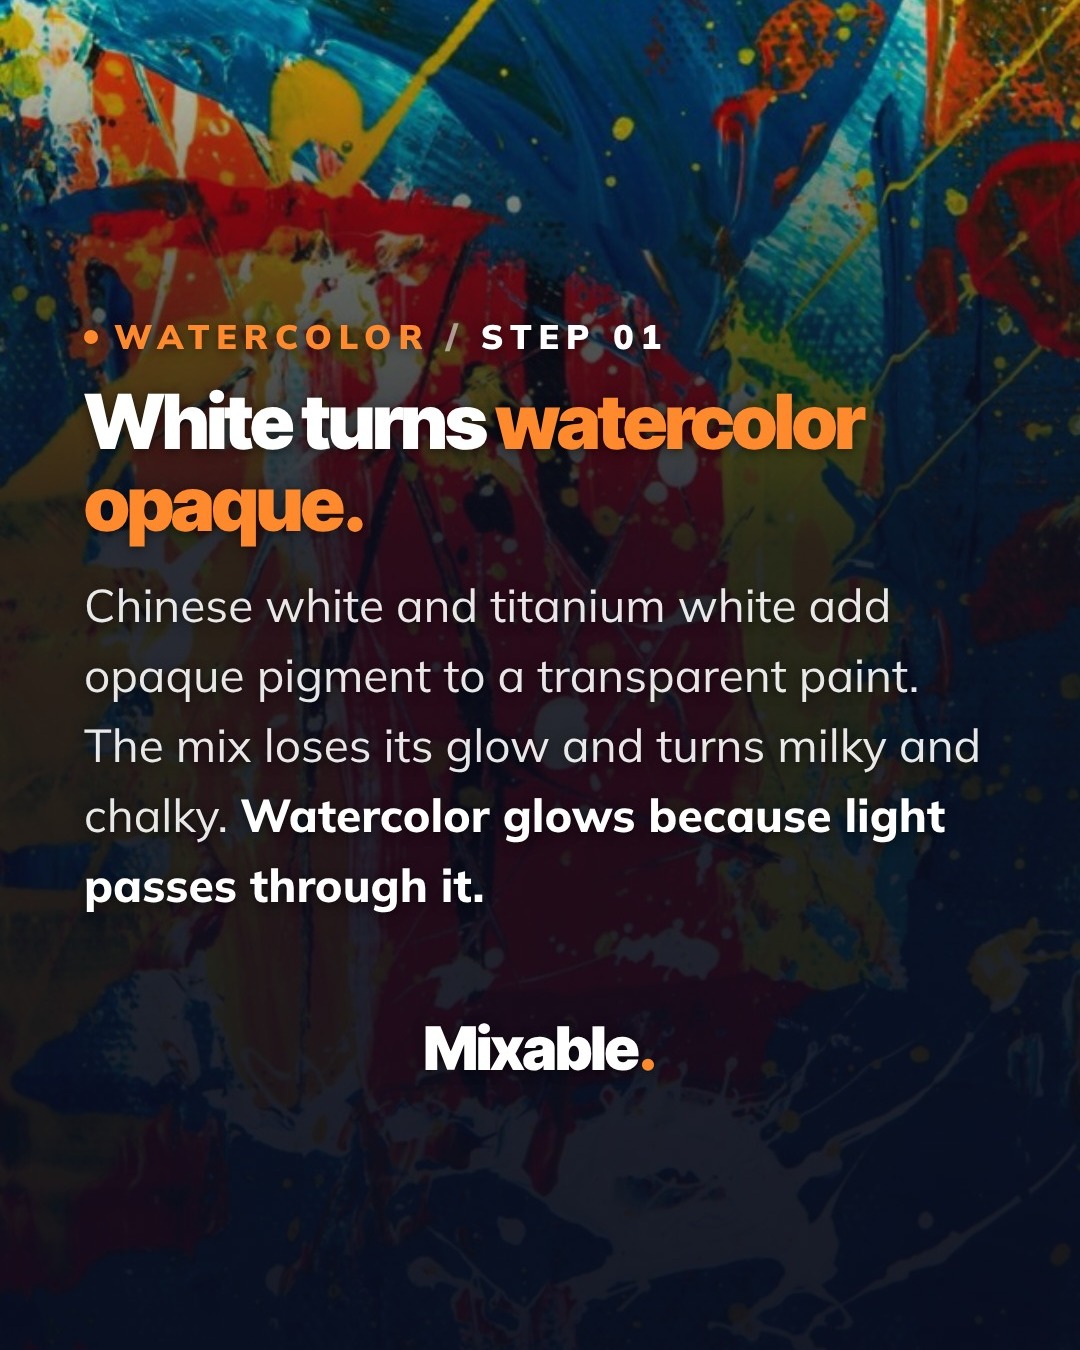 • WATERCOLOR / STEP 01
White turns watercolor
opaque.
Chinese white and titanium white add
opaque pigment to a transparent paint.
The mix loses its glow and turns milky and
chalky. Watercolor glows because light
passes through it.
Mixable.